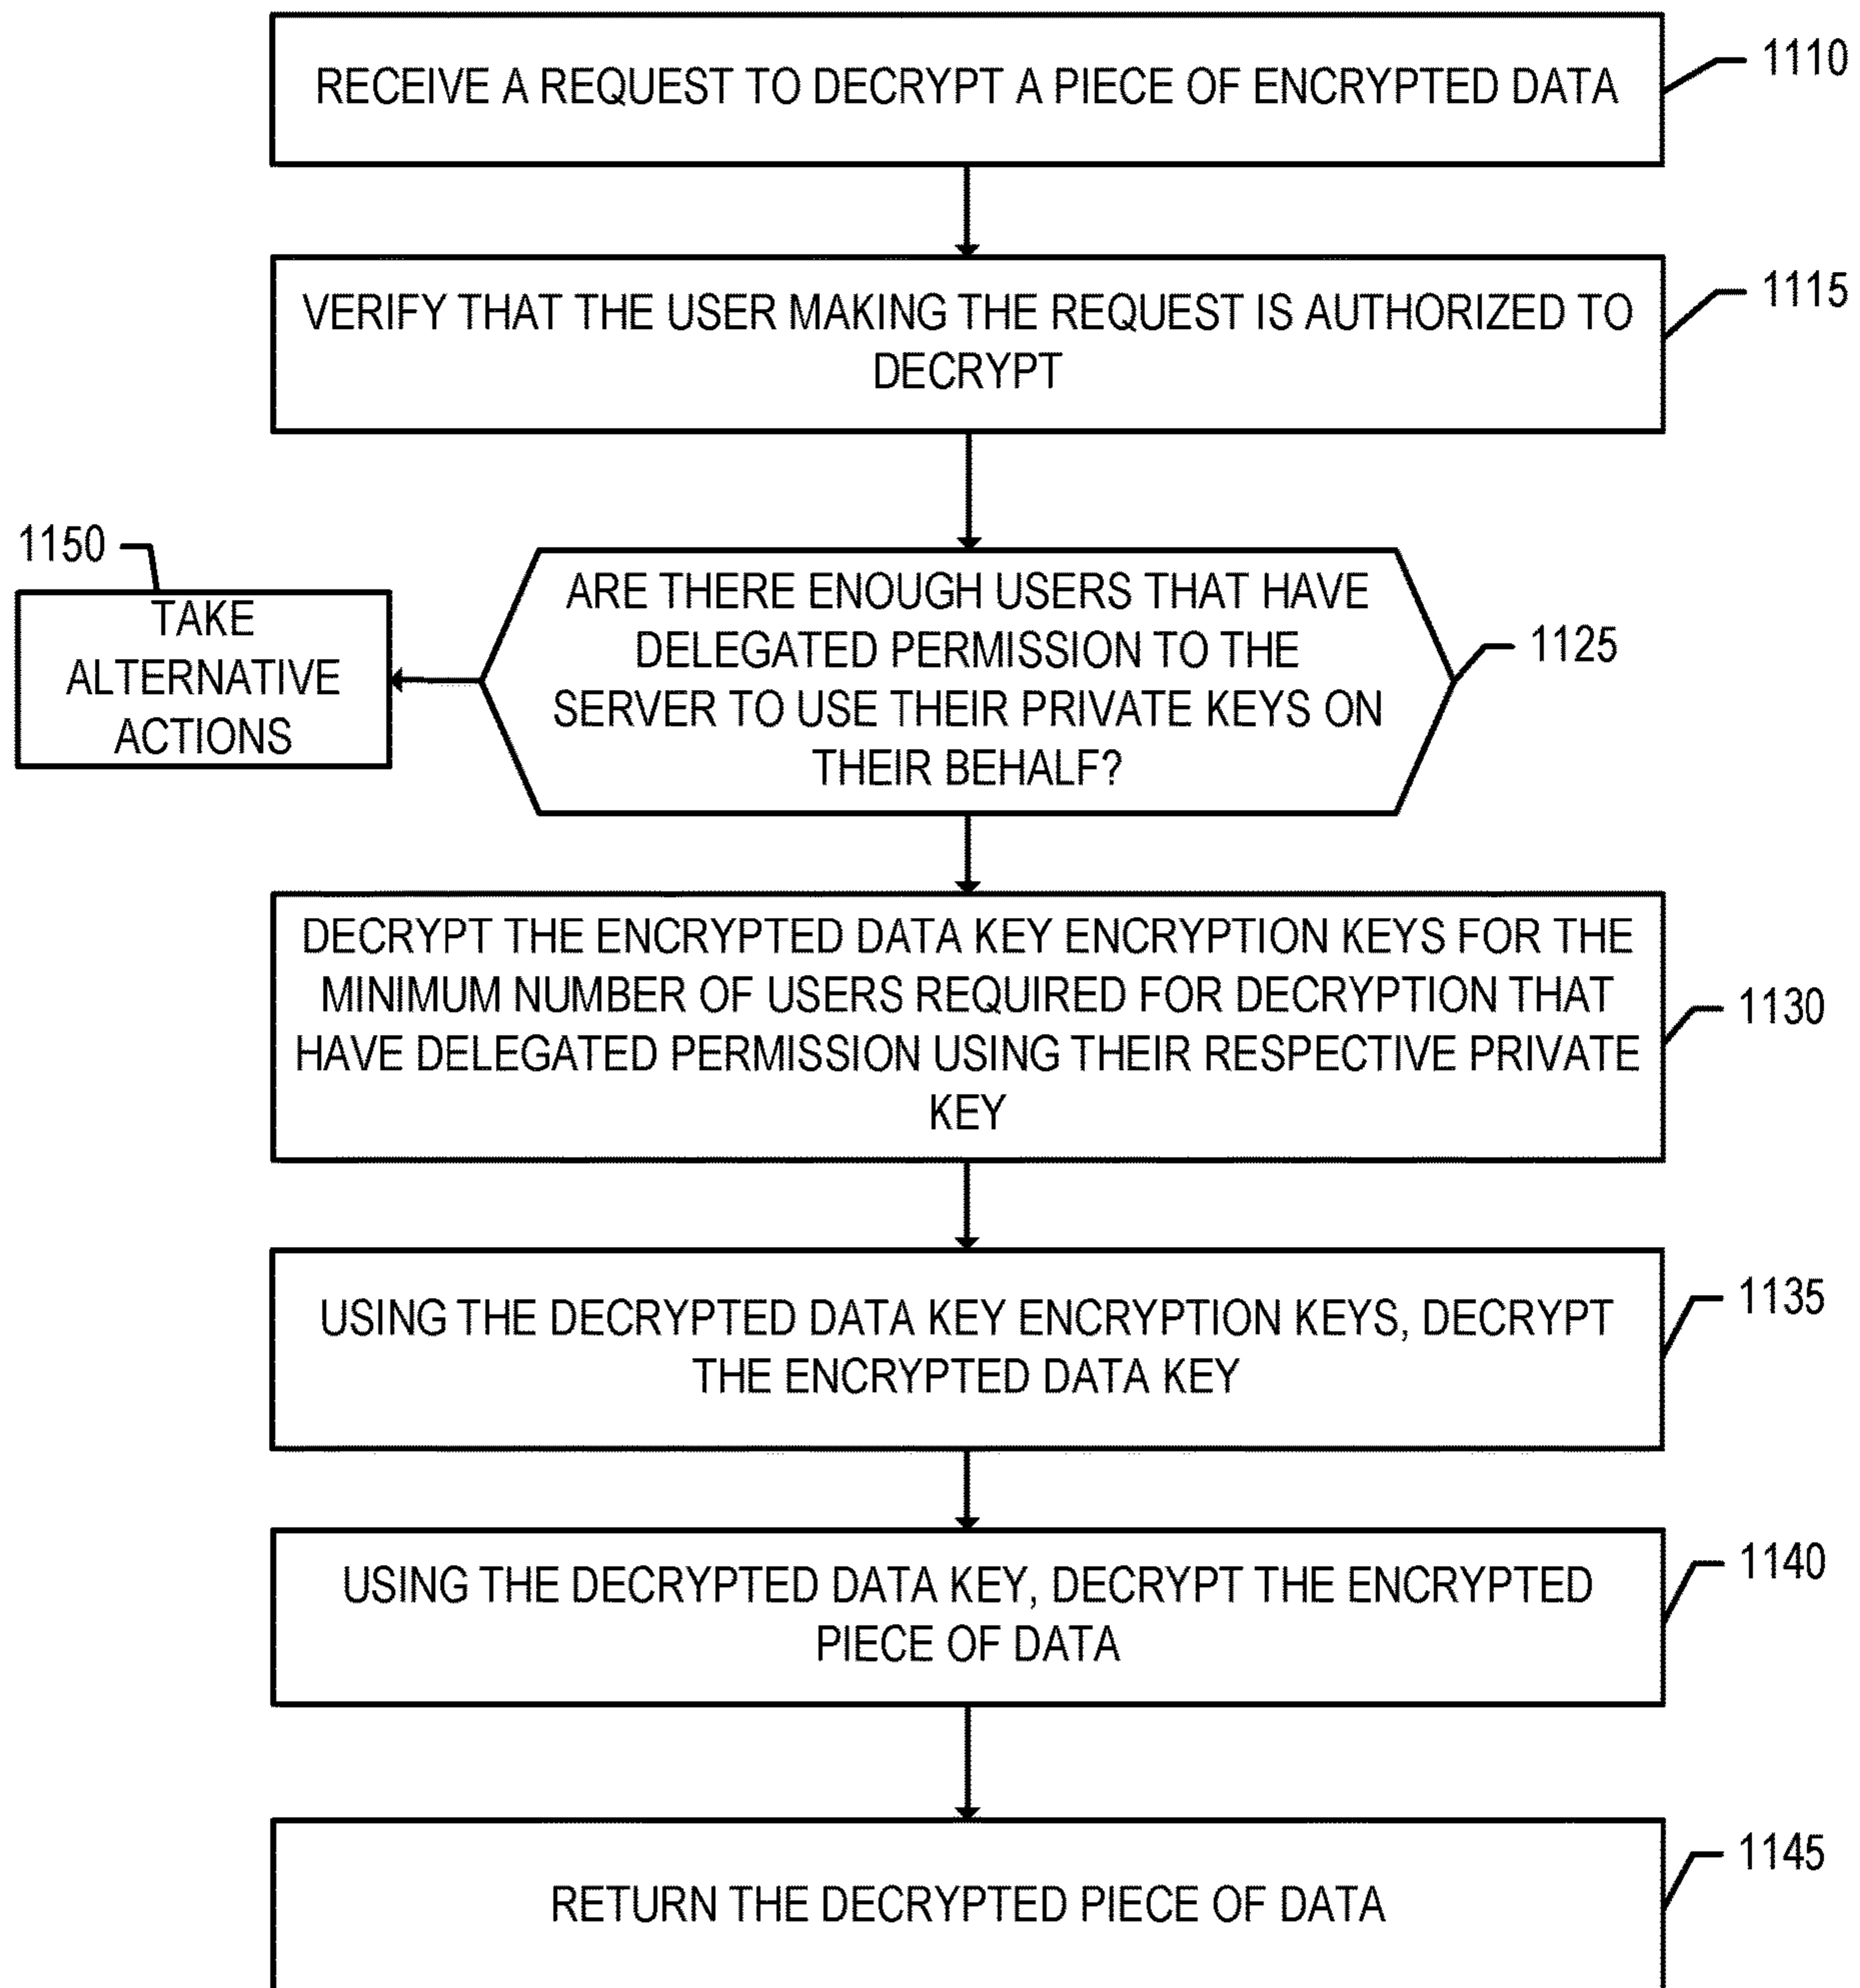 RECEIVE A REQUEST TO DECRYPT A PIECE OF ENCRYPTED DATA
1110
VERIFY THAT THE USER MAKING THE REQUEST IS AUTHORIZED TO
DECRYPT
1115
1150
TAKE
ALTERNATIVE
ACTIONS
ARE THERE ENOUGH USERS THAT HAVE
DELEGATED PERMISSION TO THE
SERVER TO USE THEIR PRIVATE KEYS ON
THEIR BEHALF?
1125
DECRYPT THE ENCRYPTED DATA KEY ENCRYPTION KEYS FOR THE
MINIMUM NUMBER OF USERS REQUIRED FOR DECRYPTION THAT
HAVE DELEGATED PERMISSION USING THEIR RESPECTIVE PRIVATE
KEY
1130
USING THE DECRYPTED DATA KEY ENCRYPTION KEYS, DECRYPT
THE ENCRYPTED DATA KEY
1135
USING THE DECRYPTED DATA KEY, DECRYPT THE ENCRYPTED
PIECE OF DATA
1140
RETURN THE DECRYPTED PIECE OF DATA
1145